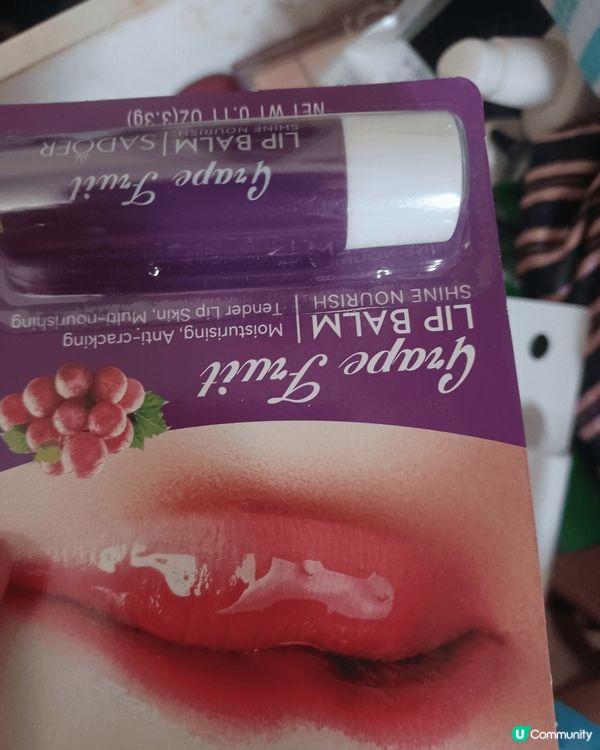 Grape Fruit
LIP BALM
SHINE NOURISH
Moisturising, Anti-cracking
Tender Lip Skin, Multi-nourishing
Grape Fruit
LIP BALM | SADOER
SHINE NOURISH
NET WT 0.11 OZ(3.3g)
U Community